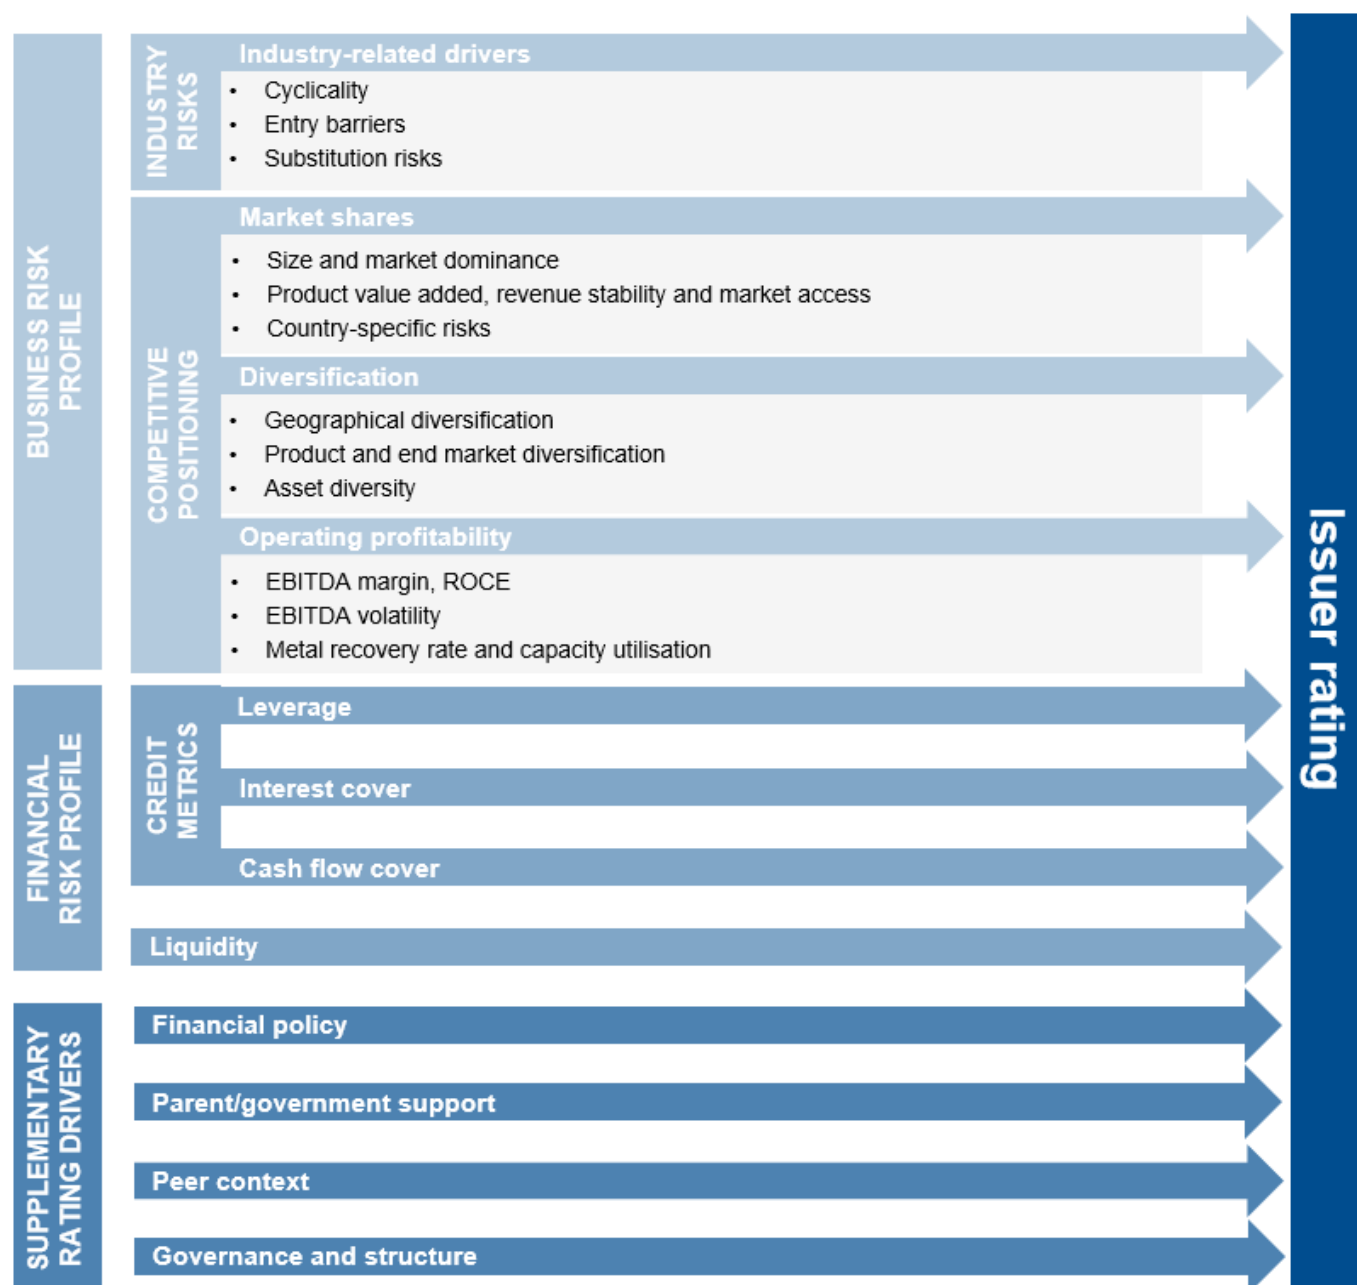 BUSINESS RISK
PROFILE
INDUSTRY
RISKS
Industry-related drivers
• Cyclicality
• Entry barriers
• Substitution risks
COMPETITIVE
POSITIONING
Market shares
• Size and market dominance
• Product value added, revenue stability and market access
• Country-specific risks
Diversification
• Geographical diversification
• Product and end market diversification
• Asset diversity
Operating profitability
• EBITDA margin, ROCE
• EBITDA volatility
• Metal recovery rate and capacity utilisation
FINANCIAL
RISK PROFILE
CREDIT
METRICS
Leverage
Interest cover
Cash flow cover
Liquidity
SUPPLEMENTARY
RATING DRIVERS
Financial policy
Parent/government support
Peer context
Governance and structure
Issuer rating